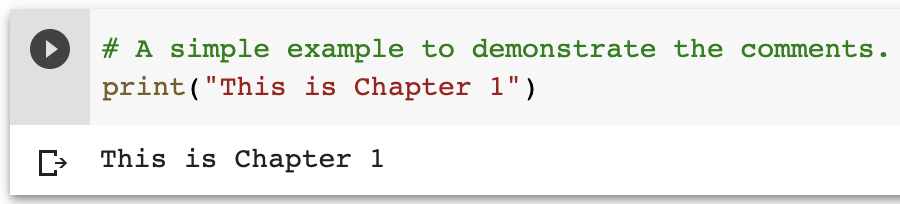 # A simple example to demonstrate the comments.
print("This is Chapter 1")
This is Chapter 1